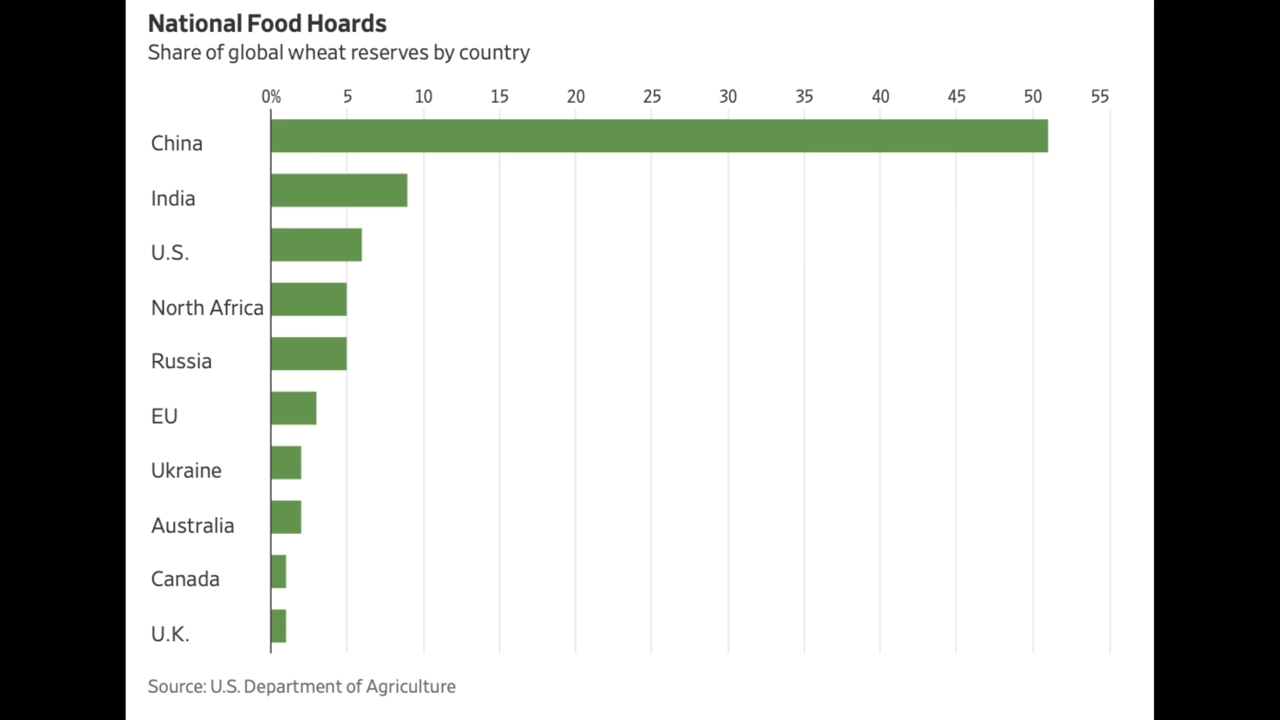 National Food Hoards
Share of global wheat reserves by country
0% 5 10 15 20 25 30 35 40 45 50 55
China
India
U.S.
North Africa
Russia
EU
Ukraine
Australia
Canada
U.K.
Source: U.S. Department of Agriculture